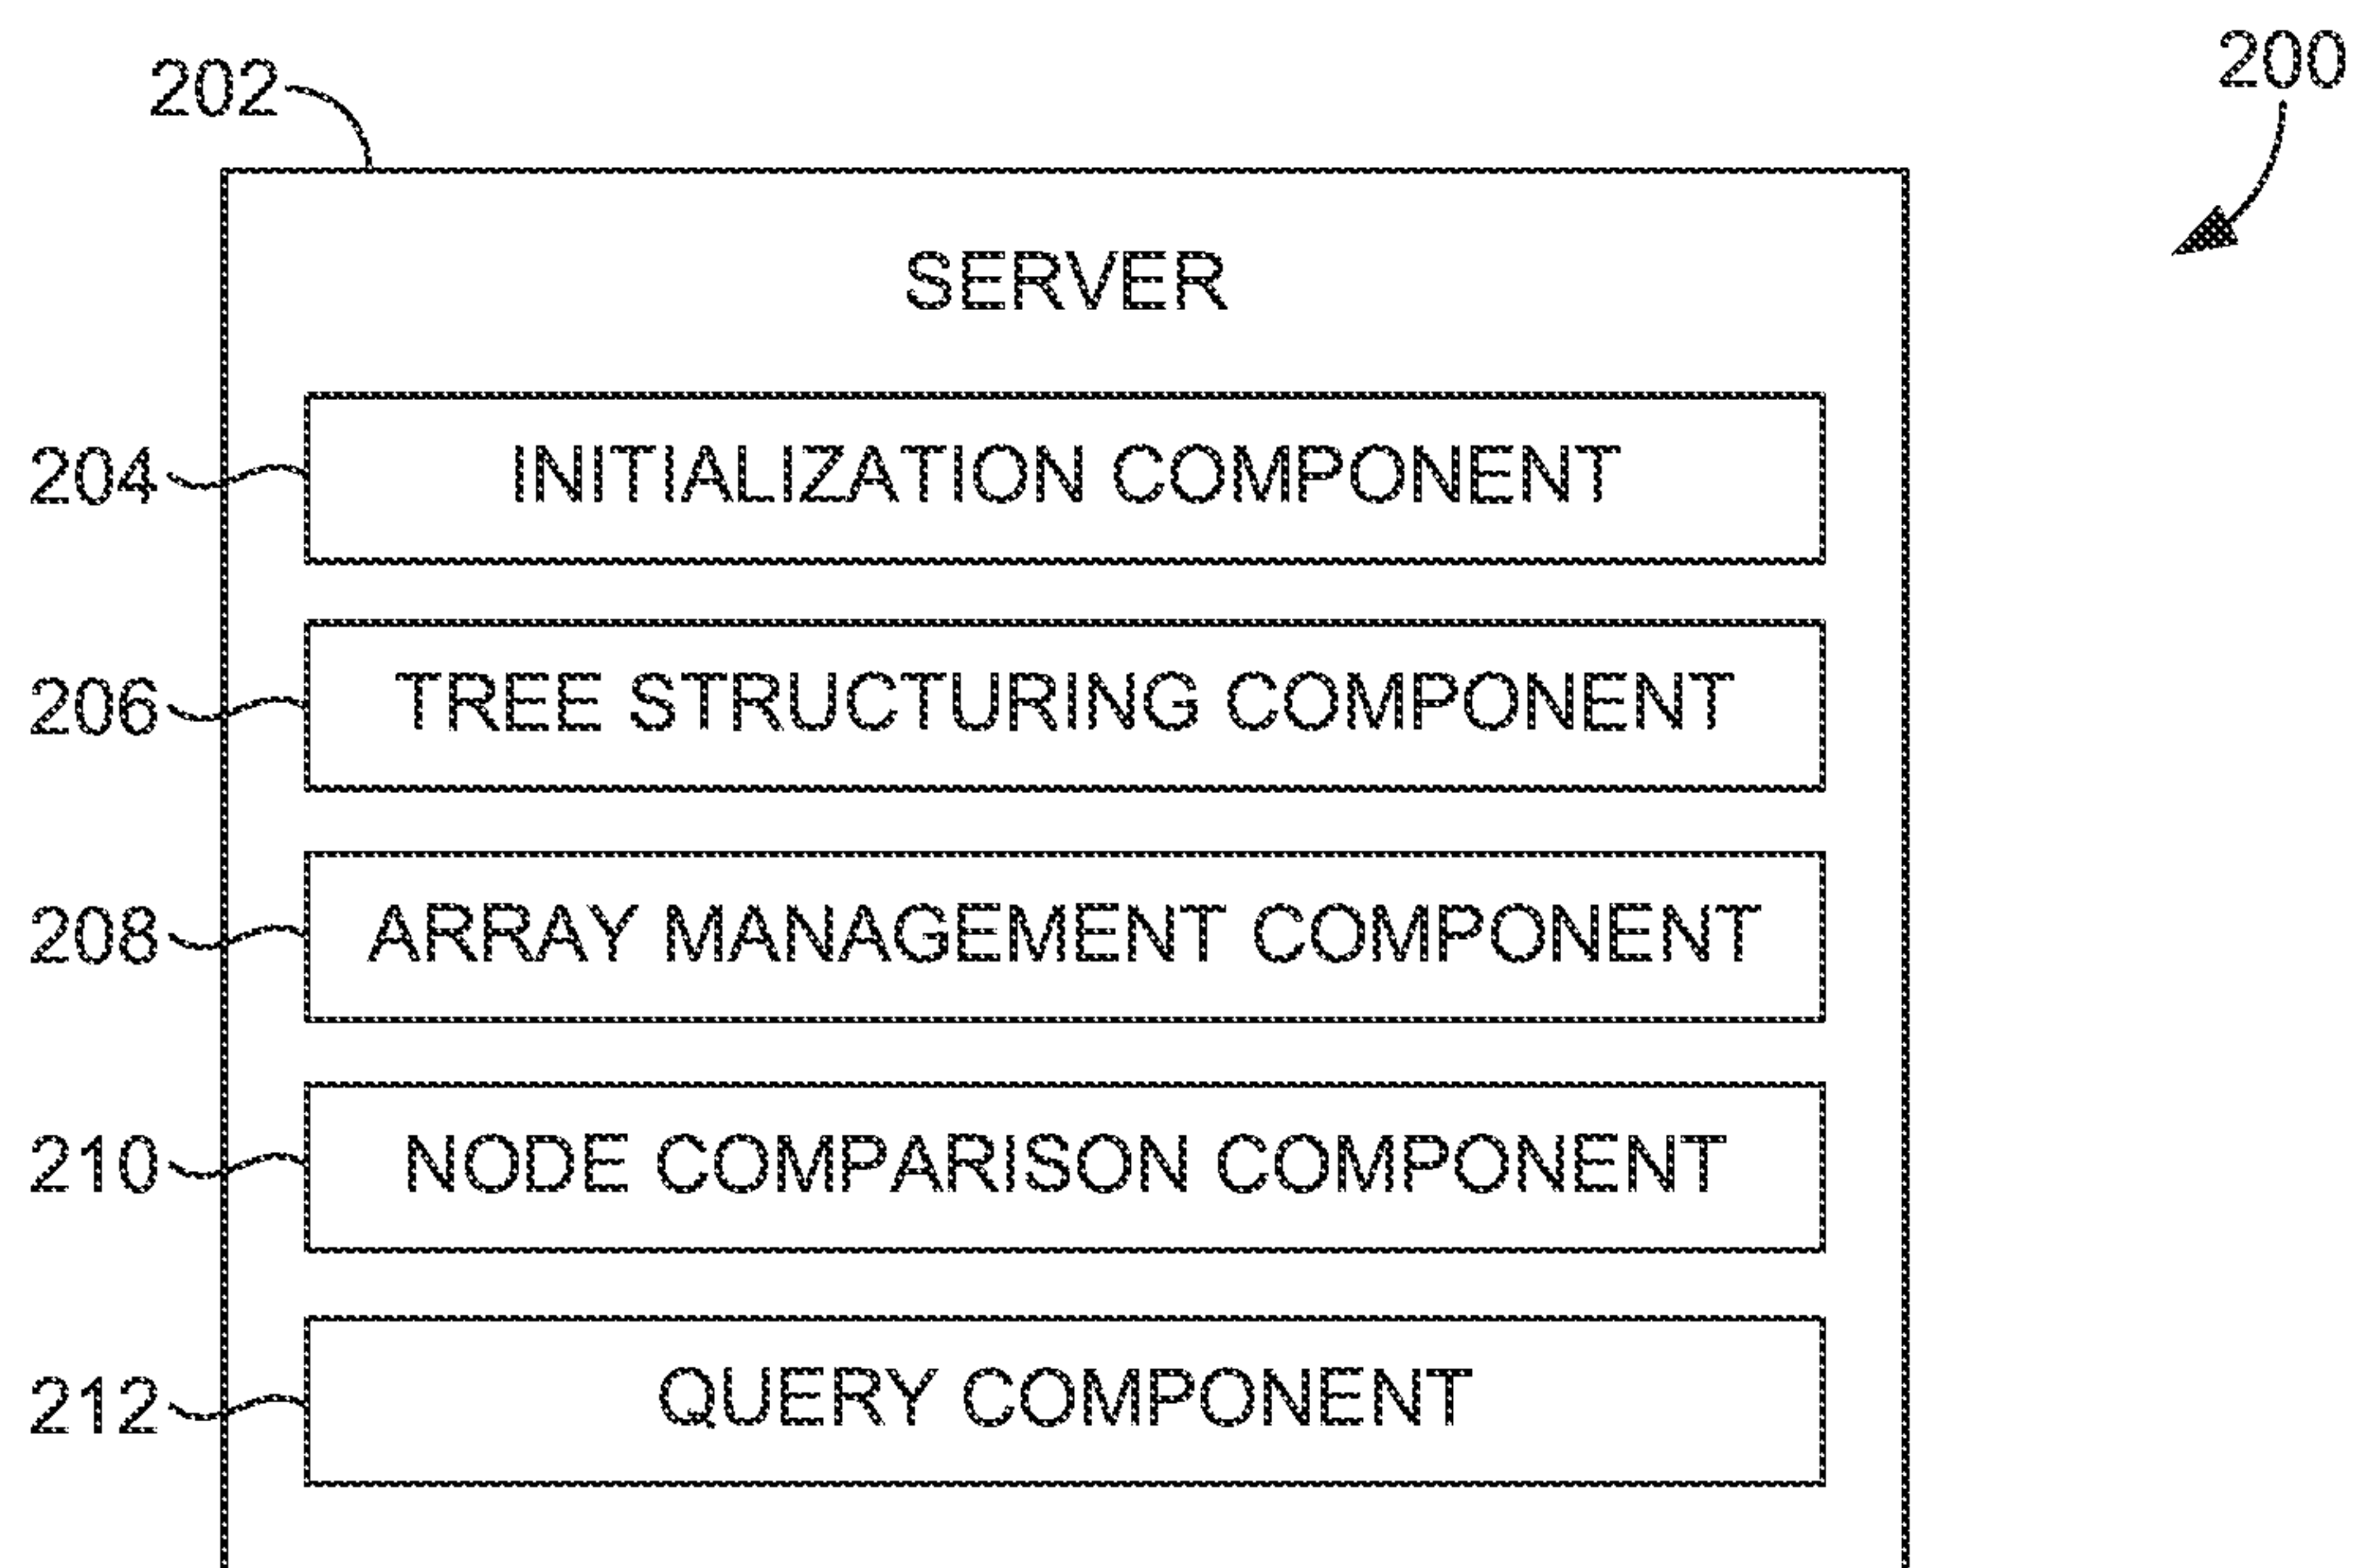 202
200
SERVER
204 INITIALIZATION COMPONENT
206 TREE STRUCTURING COMPONENT
208 ARRAY MANAGEMENT COMPONENT
210 NODE COMPARISON COMPONENT
212 QUERY COMPONENT